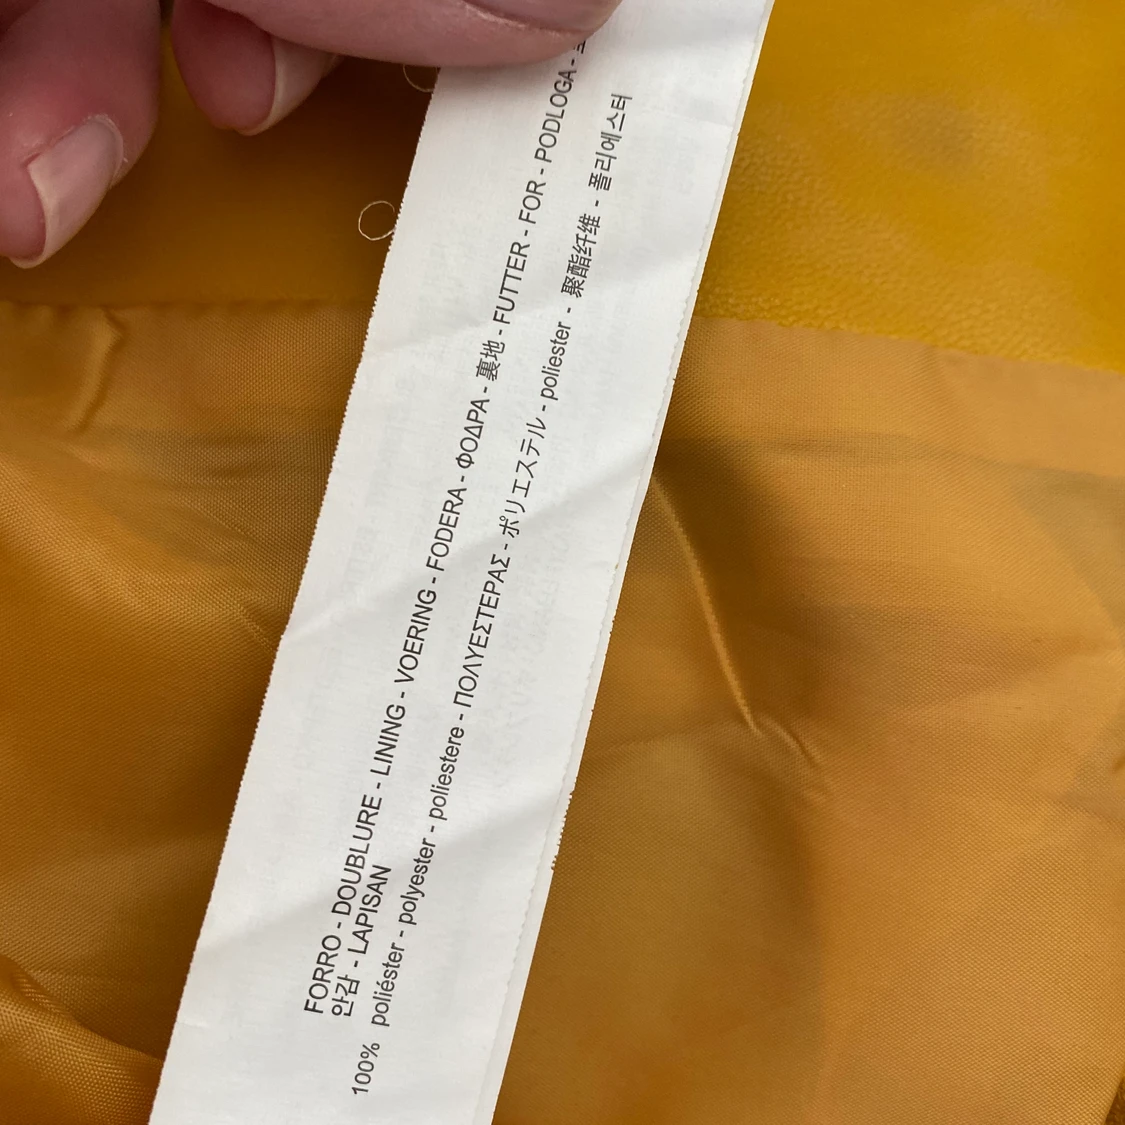 FORRO - DOUBLURE - LINING - VOERING - FODERA - ΦΟΔΡΑ - 裏地 - FUTTER - FOR - PODLOGA -
안감 - LAPISAN
100% poliéster - polyester - poliestere - ΠΟΛΥΕΣΤΕΡΑΣ - ポリエステル - poliester - 聚酯纤维 - 폴리에스터